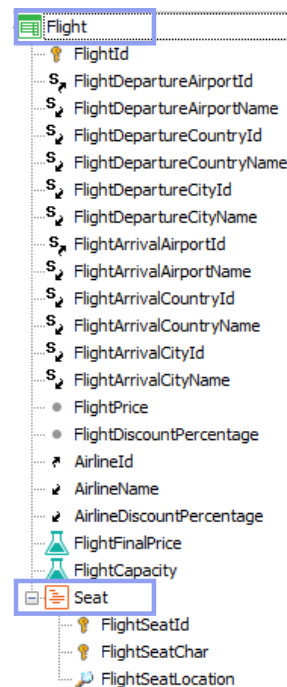 Flight
FlightId
FlightDepartureAirportId
FlightDepartureAirportName
FlightDepartureCountryId
FlightDepartureCountryName
FlightDepartureCityId
FlightDepartureCityName
FlightArrivalAirportId
FlightArrivalAirportName
FlightArrivalCountryId
FlightArrivalCountryName
FlightArrivalCityId
FlightArrivalCityName
FlightPrice
FlightDiscountPercentage
AirlineId
AirlineName
AirlineDiscountPercentage
FlightFinalPrice
FlightCapacity
Seat
FlightSeatId
FlightSeatChar
FlightSeatLocation